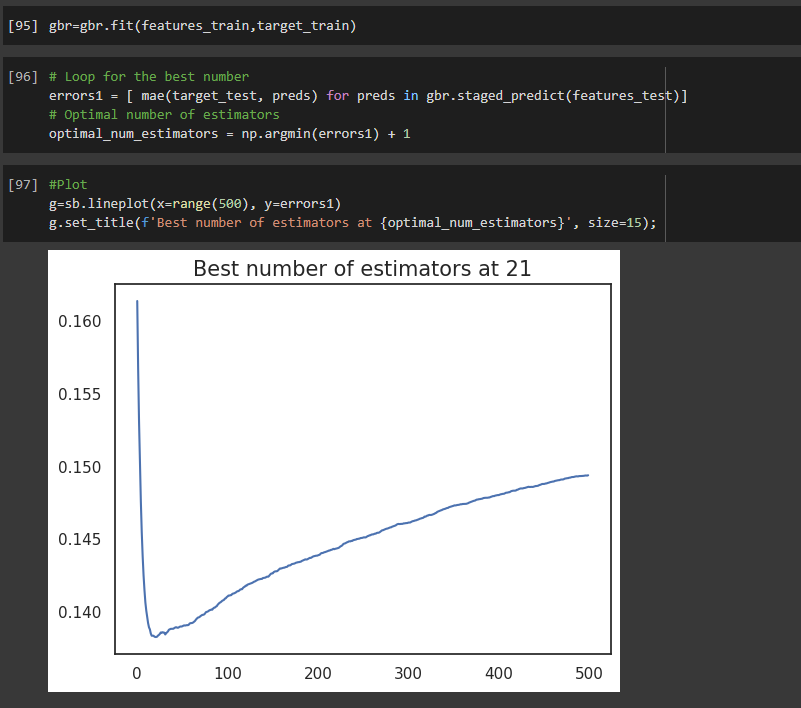 [95] gbr=gbr.fit(features_train,target_train)
[96] # Loop for the best number
errors1 = [ mae(target_test, preds) for preds in gbr.staged_predict(features_test)]
# Optimal number of estimators
optimal_num_estimators = np.argmin(errors1) + 1
[97] #Plot
g=sb.lineplot(x=range(500), y=errors1)
g.set_title(f'Best number of estimators at {optimal_num_estimators}', size=15);
Best number of estimators at 21
0.160
0.155
0.150
0.145
0.140
0 100 200 300 400 500